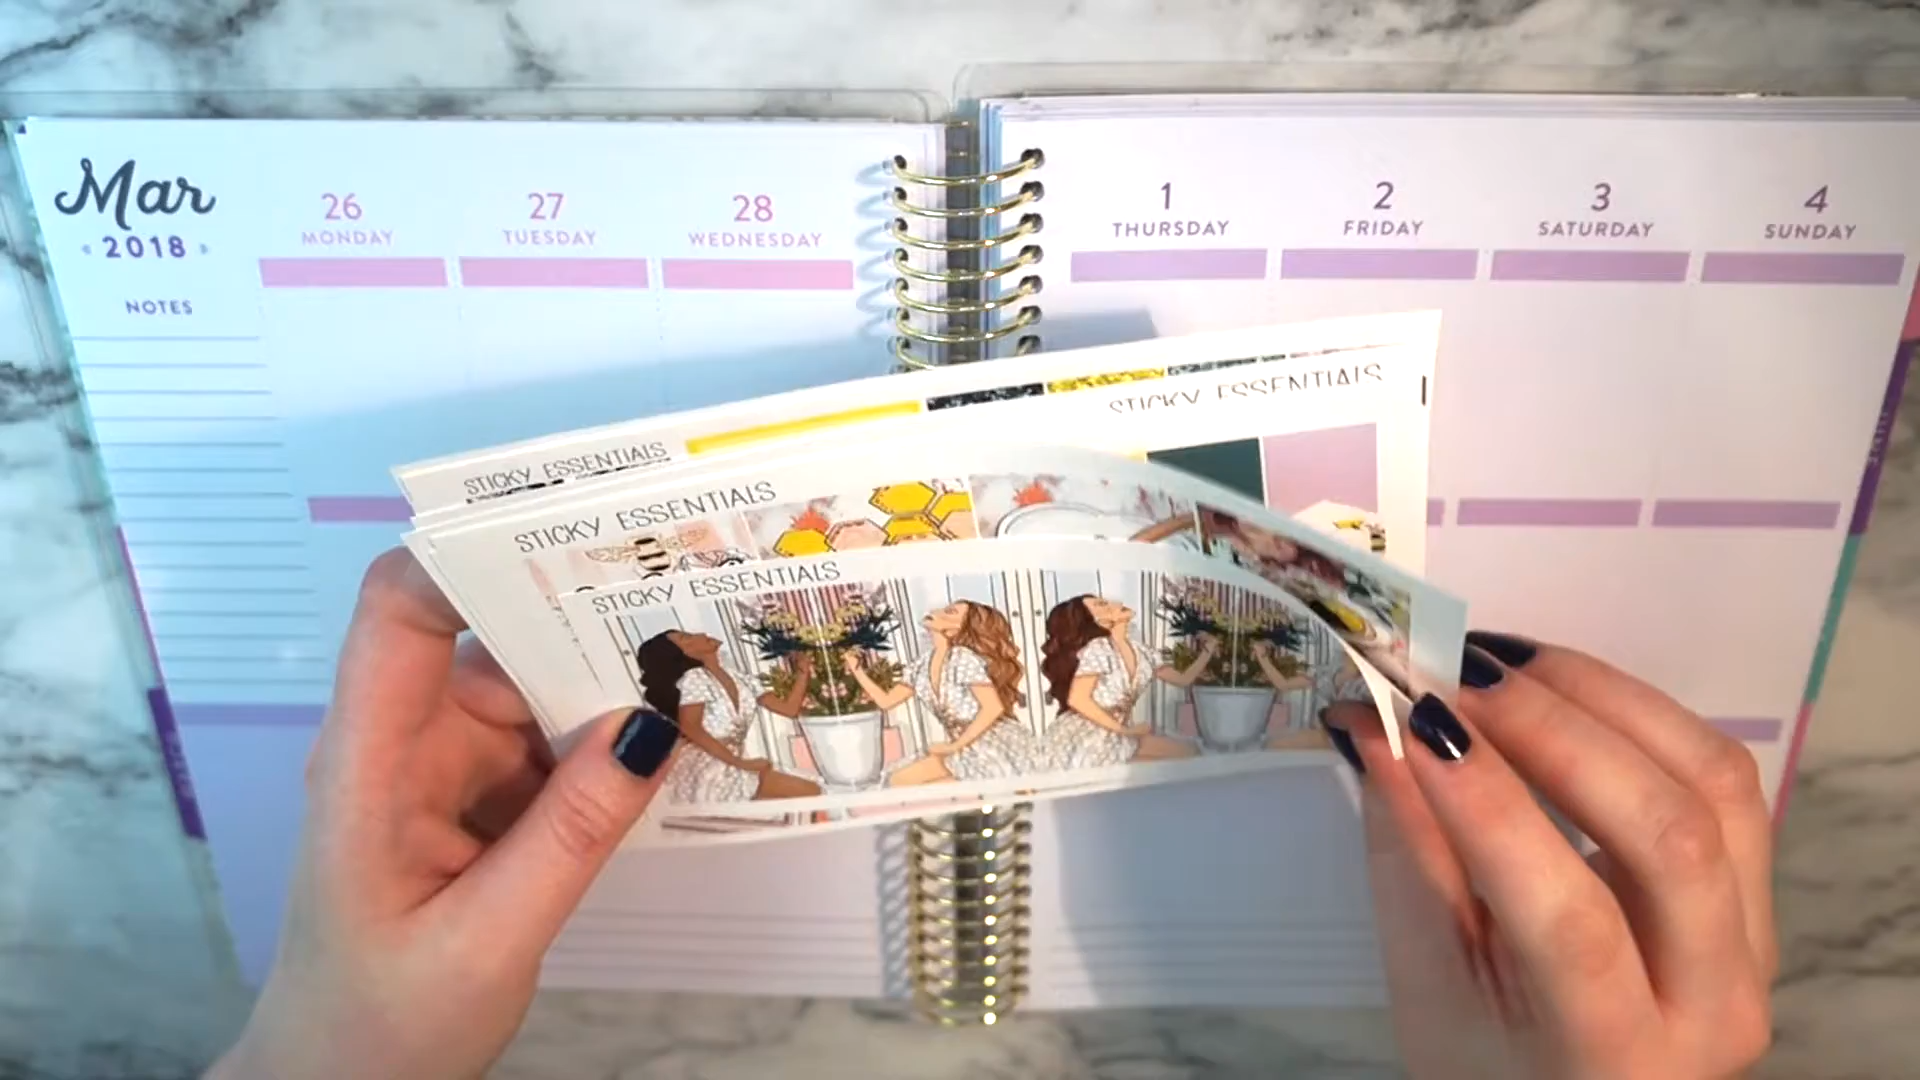 Mar
2018
NOTES
26
MONDAY
27
TUESDAY
28
WEDNESDAY
1
THURSDAY
2
FRIDAY
3
SATURDAY
4
SUNDAY
STICKY ESSENTIALS
STICKY ESSENTIALS
STICKY ESSENTIALS
STICKY ESSENTIALS